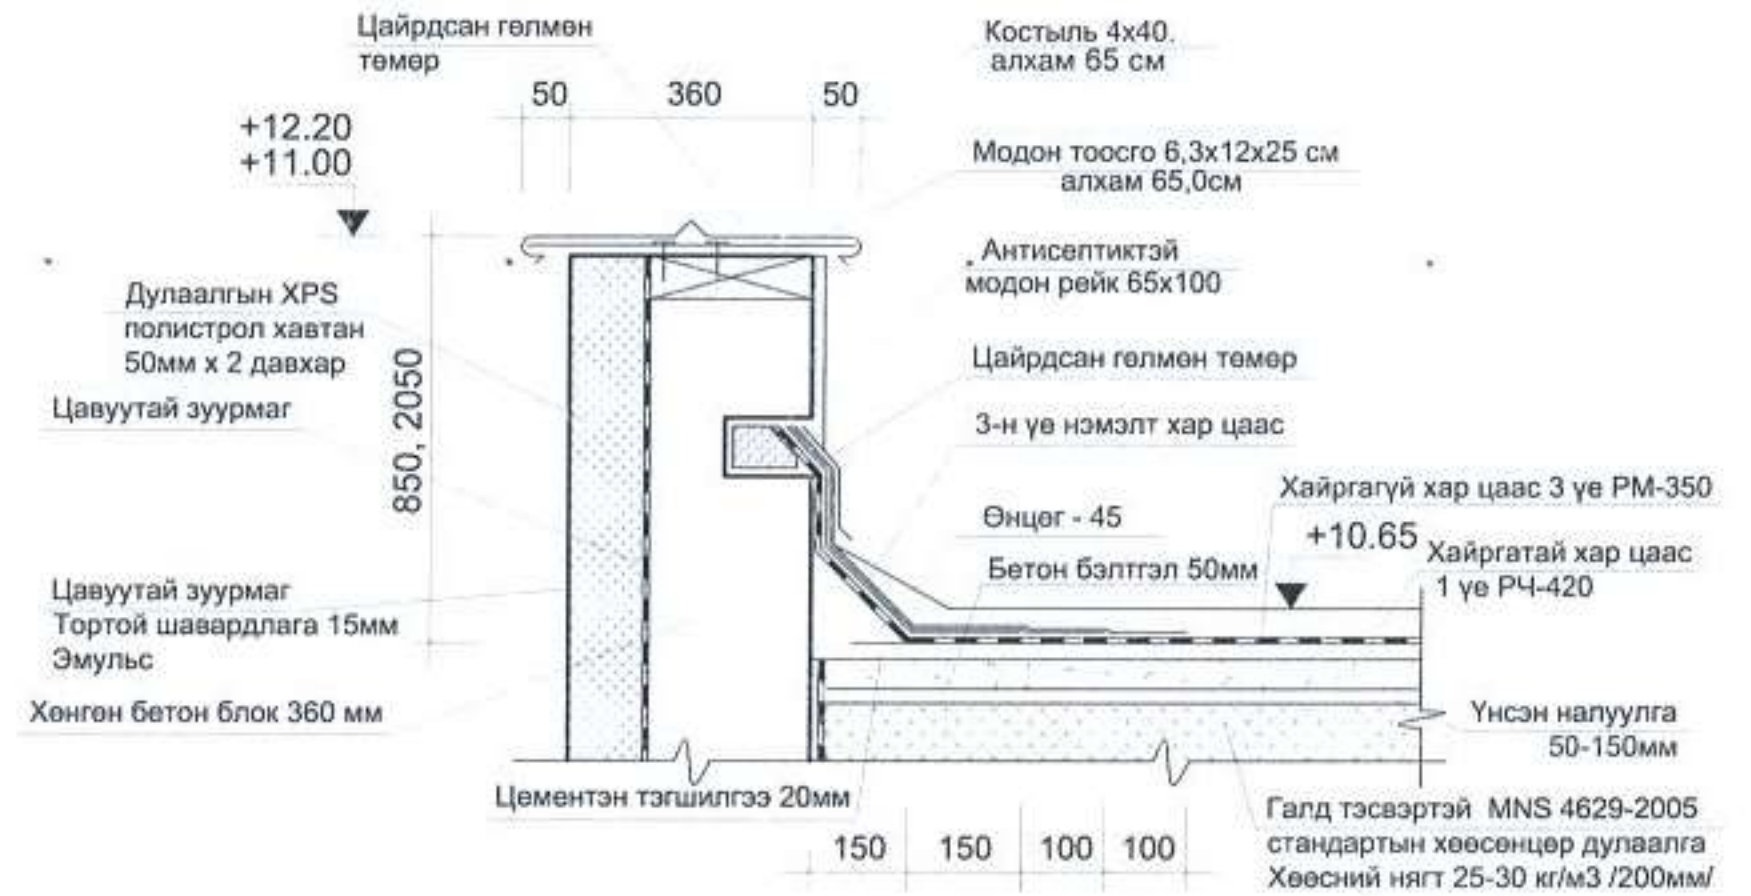 Цайрдсан гөлмөн
төмөр
Костыль 4х40.
алхам 65 см
50
360
50
+12.20
+11.00
Модон тоосго 6,3х12х25 см
алхам 65,0см
Антисептиктэй
модон рейк 65х100
Дулаалгын XPS
полистрол хавтан
50мм х 2 давхар
Цайрдсан гөлмөн төмөр
850, 2050
Цавуутай зуурмаг
3-н үе нэмэлт хар цаас
Хайргагүй хар цаас 3 үе РМ-350
Өнцөг - 45
+10.65
Хайргатай хар цаас
1 үе РЧ-420
Бетон бэлтгэл 50мм
Цавуутай зуурмаг
Тортой шавардлага 15мм
Эмульс
Хөнгөн бетон блок 360 мм
Үнсэн налуулга
50-150мм
Цементэн тэгшилгээ 20мм
Галд тэсвэртэй MNS 4629-2005
стандартын хөөсөнцөр дулаалга
Хөөсний нягт 25-30 кг/м3 /200мм/
150
150
100
100